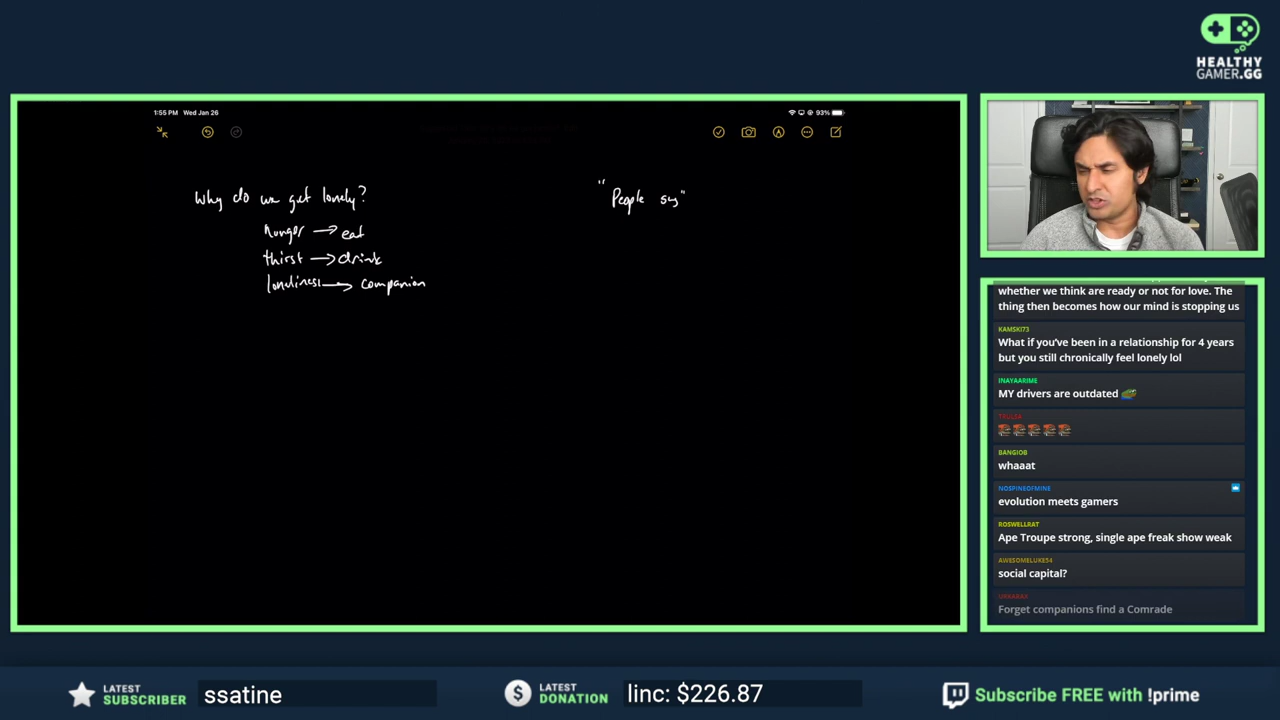 HEALTHY
GAMER.GG
1:55 PM Wed Jan 26
93%
Why do we get lonely?
hunger → eat
thirst → drink
loneliness → companion
"People say"
whether we think are ready or not for love. The
thing then becomes how our mind is stopping us
KAMSKI73
What if you've been in a relationship for 4 years
but you still chronically feel lonely lol
INAYAARIME
MY drivers are outdated
BANGIOB
whaaat
NOSPINEOFMINE
evolution meets gamers
ROSWELLRAT
Ape Troupe strong, single ape freak show weak
AWESOMELUKE54
social capital?
Forget companions find a Comrade
LATEST
SUBSCRIBER
ssatine
LATEST
DONATION
linc: $226.87
Subscribe FREE with !prime